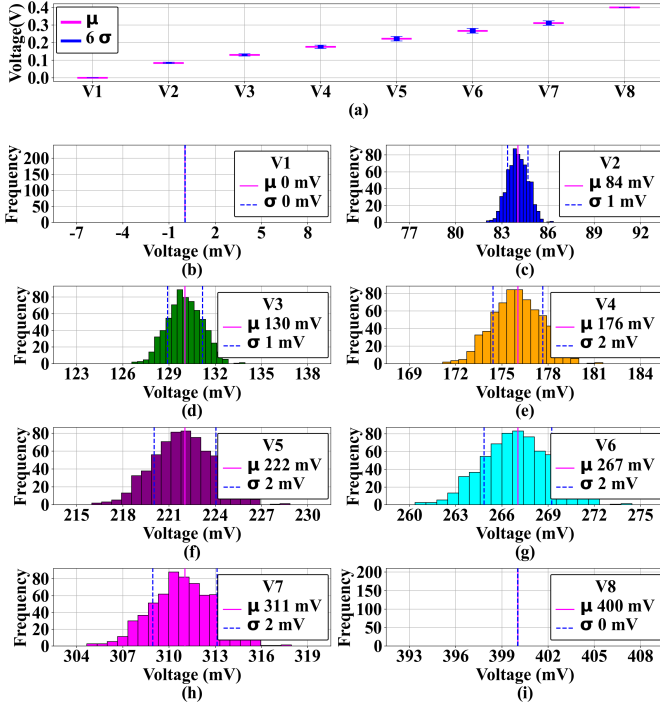 Voltage(V)
0.4
0.3
0.2
0.1
0.0
μ
6 σ
V1 V2 V3 V4 V5 V6 V7 V8
(a)
Frequency
200
150
100
50
0
V1
μ 0 mV
σ 0 mV
-7 -4 -1 2 5 8
Voltage (mV)
(b)
Frequency
80
60
40
20
0
V2
μ 84 mV
σ 1 mV
77 80 83 86 89 92
Voltage (mV)
(c)
Frequency
80
60
40
20
0
V3
μ 130 mV
σ 1 mV
123 126 129 132 135 138
Voltage (mV)
(d)
Frequency
80
60
40
20
0
V4
μ 176 mV
σ 2 mV
169 172 175 178 181 184
Voltage (mV)
(e)
Frequency
80
60
40
20
0
V5
μ 222 mV
σ 2 mV
215 218 221 224 227 230
Voltage (mV)
(f)
Frequency
80
60
40
20
0
V6
μ 267 mV
σ 2 mV
260 263 266 269 272 275
Voltage (mV)
(g)
Frequency
80
60
40
20
0
V7
μ 311 mV
σ 2 mV
304 307 310 313 316 319
Voltage (mV)
(h)
Frequency
200
150
100
50
0
V8
μ 400 mV
σ 0 mV
393 396 399 402 405 408
Voltage (mV)
(i)